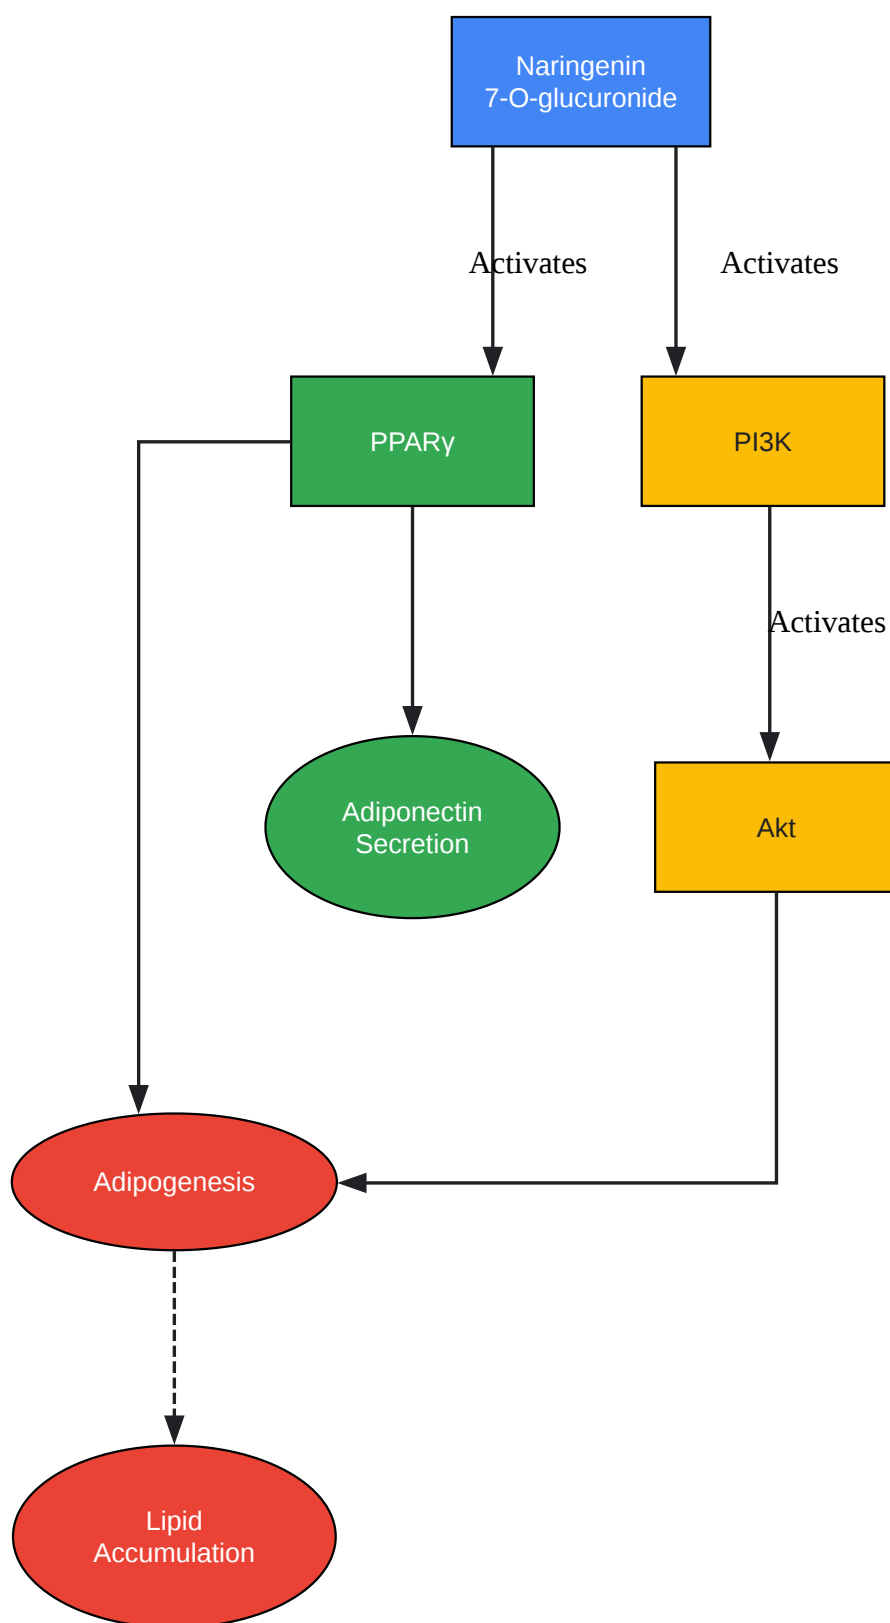 Naringenin
7-O-glucuronide
Activates
Activates
PPARγ
PI3K
Activates
Adiponectin
Secretion
Akt
Adipogenesis
Lipid
Accumulation